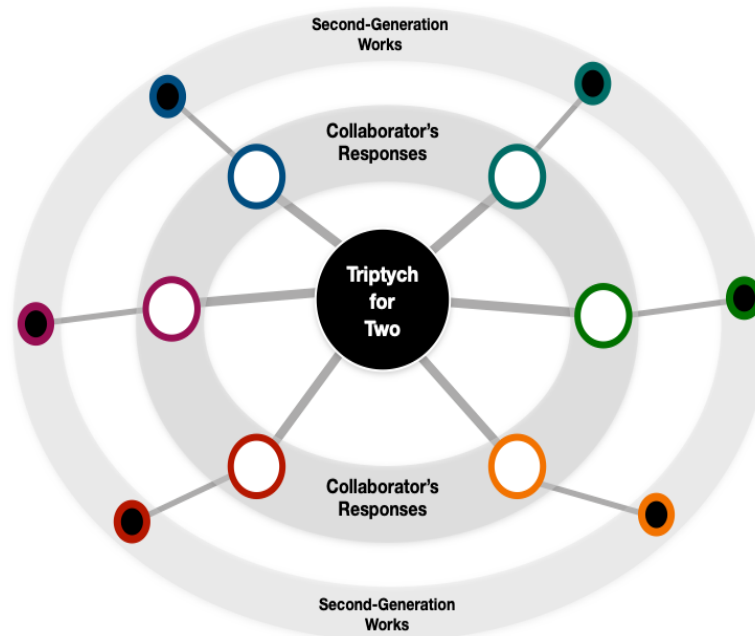 Second-Generation
Works
Collaborator's
Responses
Triptych
for
Two
Collaborator's
Responses
Second-Generation
Works